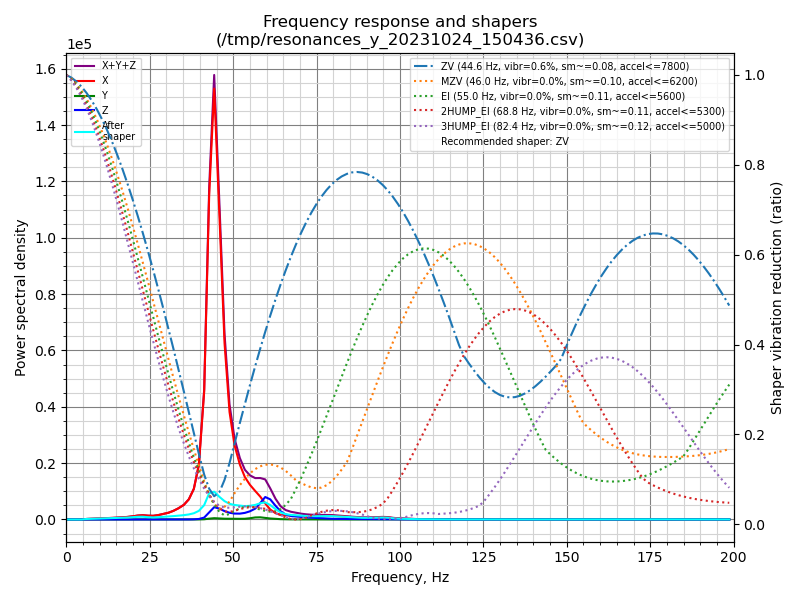 Frequency response and shapers
(/tmp/resonances_y_20231024_150436.csv)
1e5
X+Y+Z
X
Y
Z
After
shaper
ZV (44.6 Hz, vibr=0.6%, sm~=0.08, accel<=7800)
MZV (46.0 Hz, vibr=0.0%, sm~=0.10, accel<=6200)
EI (55.0 Hz, vibr=0.0%, sm~=0.11, accel<=5600)
2HUMP_EI (68.8 Hz, vibr=0.0%, sm~=0.11, accel<=5300)
3HUMP_EI (82.4 Hz, vibr=0.0%, sm~=0.12, accel<=5000)
Recommended shaper: ZV
Power spectral density
1.6
1.4
1.2
1.0
0.8
0.6
0.4
0.2
0.0
1.0
0.8
0.6
0.4
0.2
0.0
Shaper vibration reduction (ratio)
0 25 50 75 100 125 150 175 200
Frequency, Hz